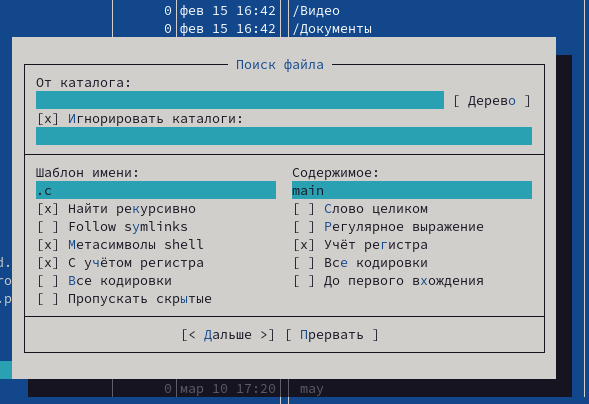 0 фев 15 16:42 /Видео
0 фев 15 16:42 /Документы
Поиск файла
От каталога:
[ Дерево ]
[x] Игнорировать каталоги:
Шаблон имени: Содержимое:
.c main
[x] Найти рекурсивно [ ] Слово целиком
[ ] Follow symlinks [ ] Регулярное выражение
[x] Метасимволы shell [x] Учёт регистра
[x] С учётом регистра [ ] Все кодировки
[ ] Все кодировки [ ] До первого вхождения
[ ] Пропускать скрытые
[< Дальше >] [ Прервать ]
0 мар 10 17:20 may